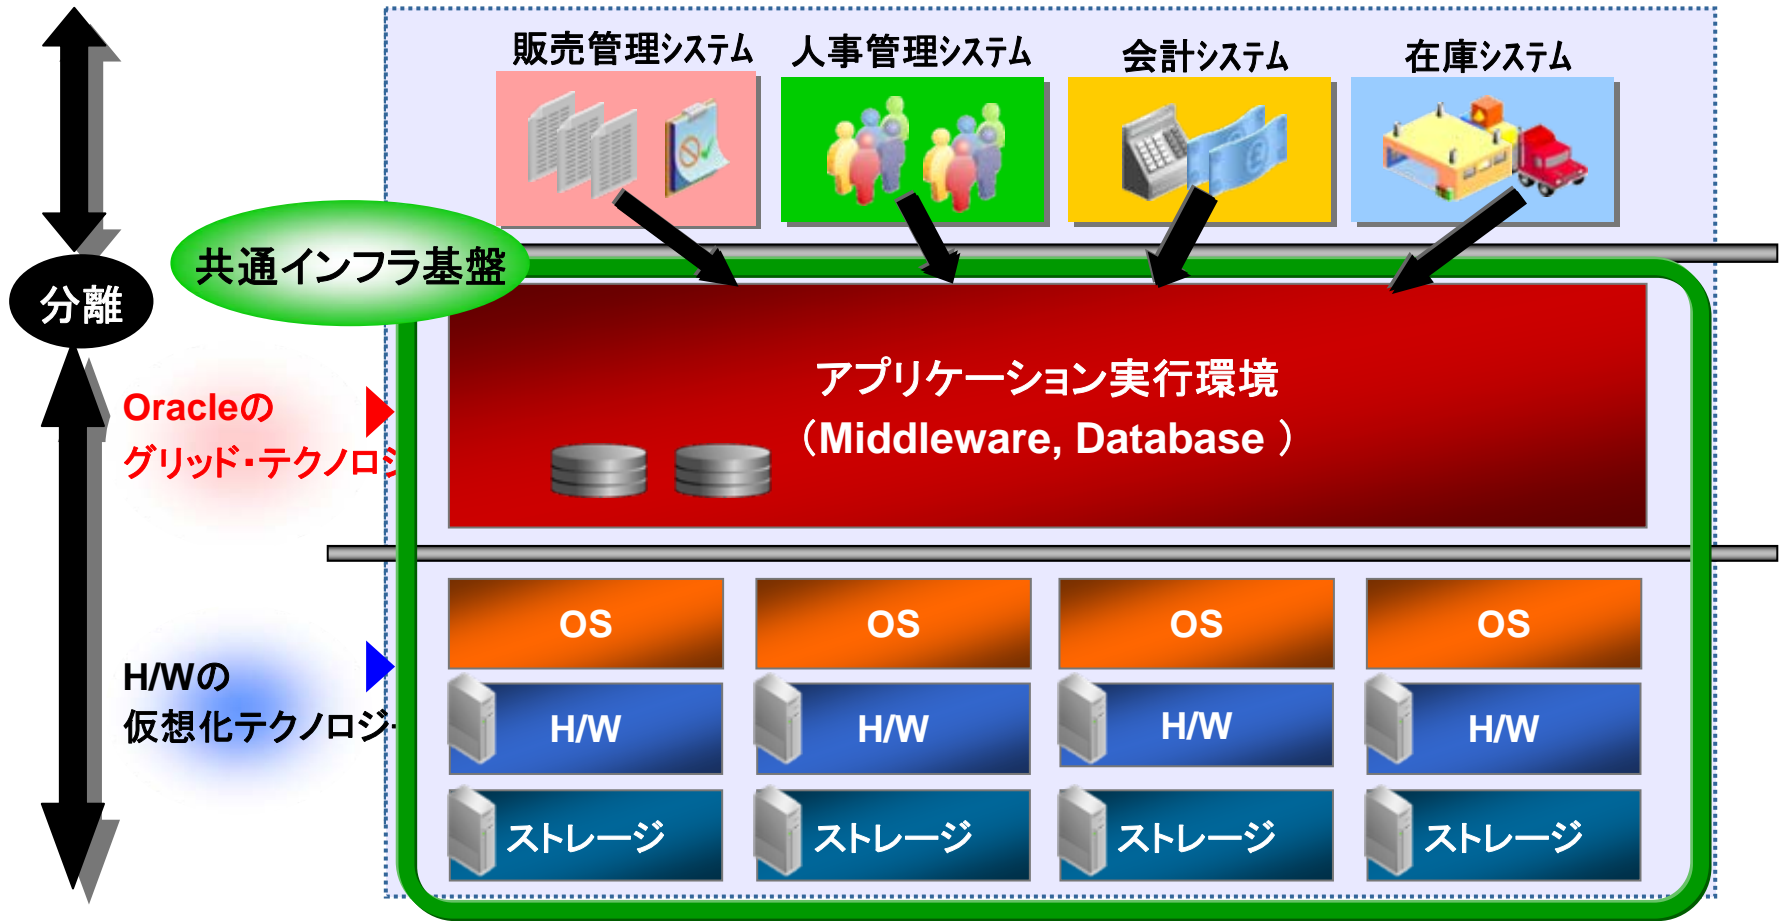 販売管理システム
人事管理システム
会計システム
在庫システム
共通インフラ基盤
分離
アプリケーション実行環境
（Middleware, Database ）
Oracleの
グリッド・テクノロジ
OS
OS
OS
OS
H/Wの
仮想化テクノロジ-
H/W
H/W
H/W
H/W
ストレージ
ストレージ
ストレージ
ストレージ